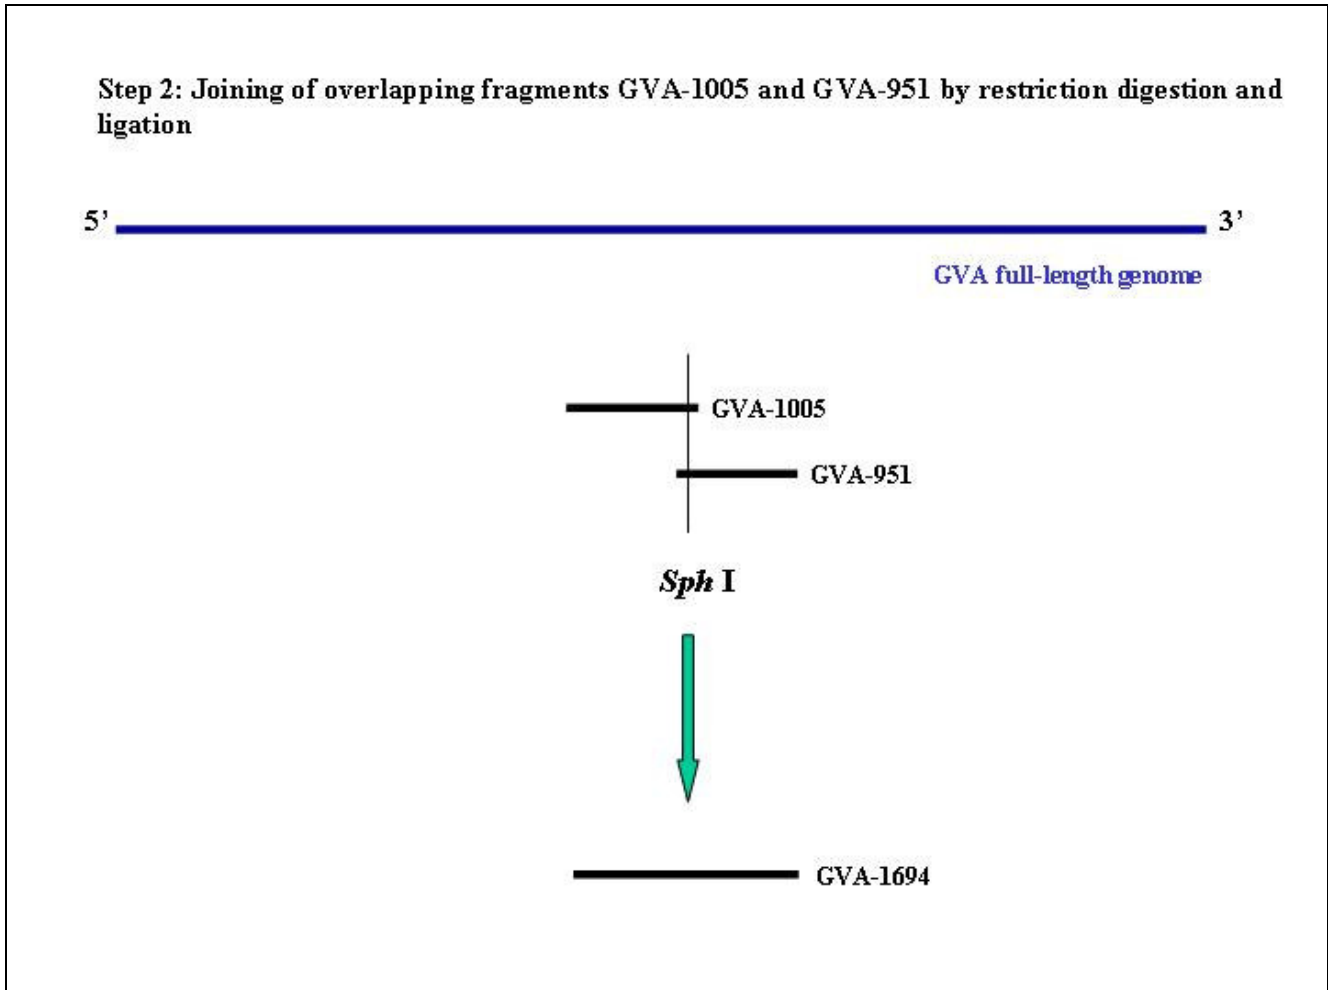 Step 2: Joining of overlapping fragments GVA-1005 and GVA-951 by restriction digestion and
ligation
5’ 3’
GVA full-length genome
GVA-1005
GVA-951
Sph I
GVA-1694